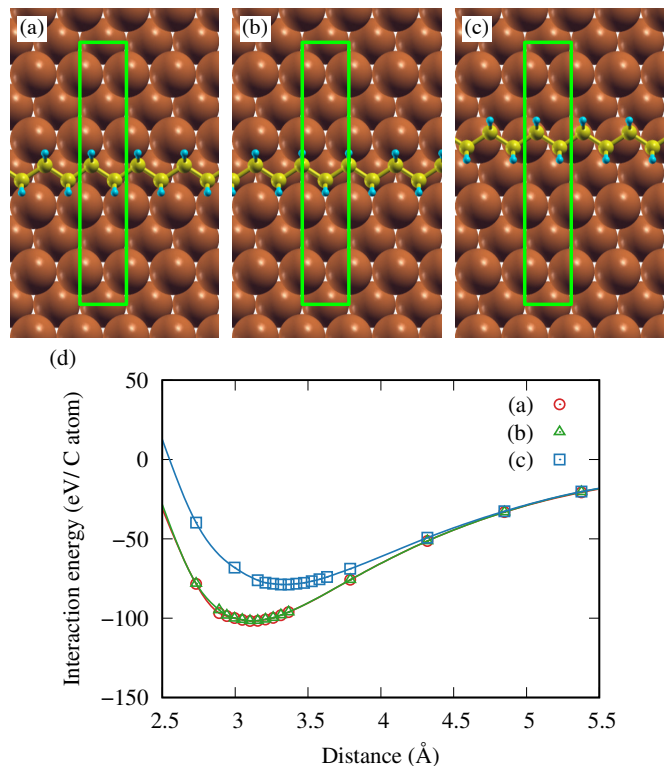 (a) (b) (c)
(d)
50
0
−50
−100
−150
Interaction energy (eV/ C atom)
(a)
(b)
(c)
2.5 3 3.5 4 4.5 5 5.5
Distance (Å)